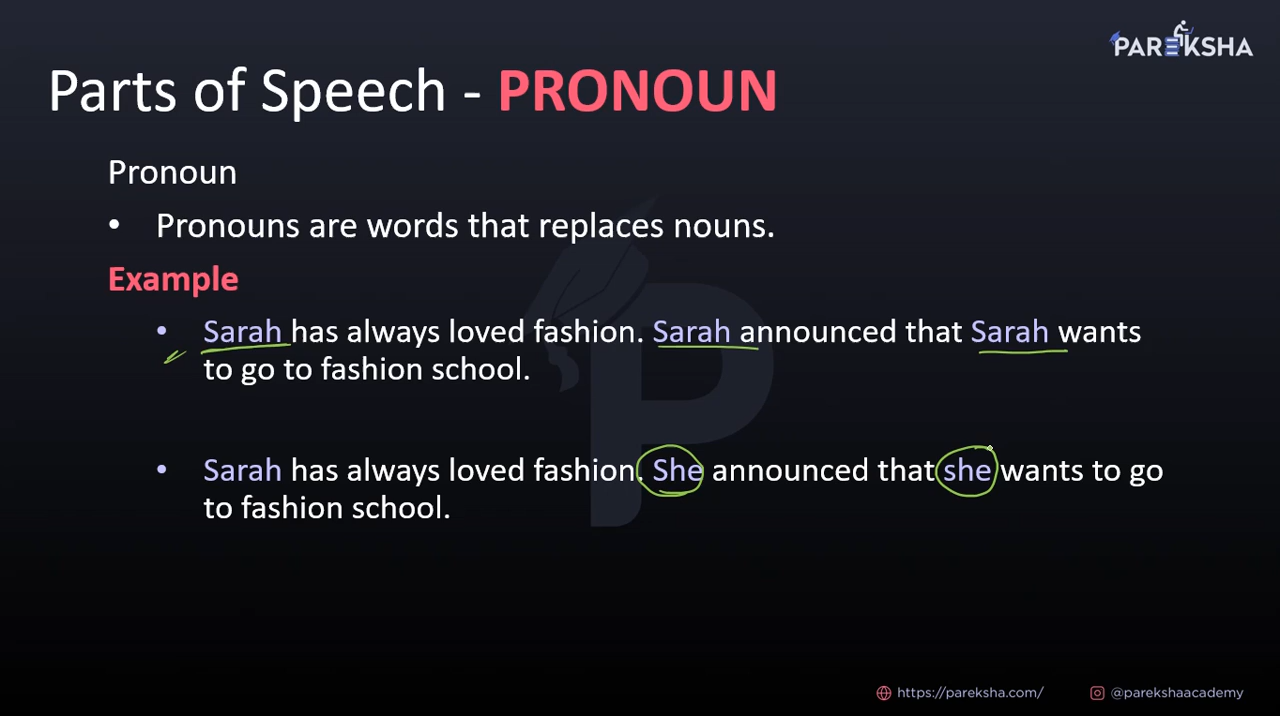 PAREKSHA
Parts of Speech - PRONOUN
Pronoun
• Pronouns are words that replaces nouns.
Example
• Sarah has always loved fashion. Sarah announced that Sarah wants
to go to fashion school.
• Sarah has always loved fashion. She announced that she wants to go
to fashion school.
https://pareksha.com/
@parekshaacademy